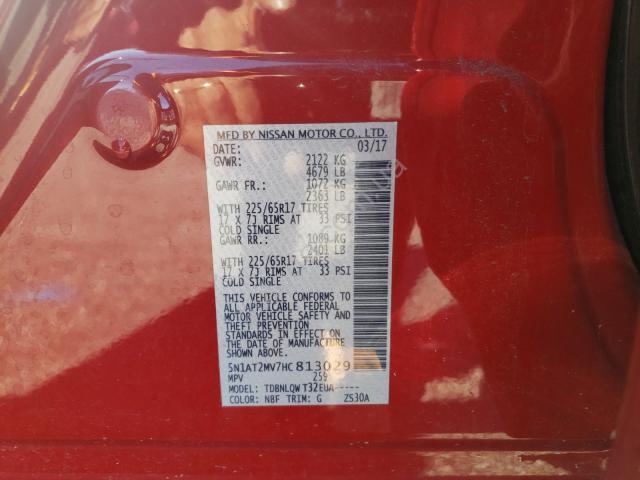 MFD BY NISSAN MOTOR CO., LTD.
DATE: 03/17
GVWR: 2122 KG
4679 LB
GAWR FR.: 1072 KG
2363 LB
WITH 225/65R17 TIRES
17 X 7J RIMS AT 33 PSI
COLD SINGLE
GAWR RR.: 1089 KG
2401 LB
WITH 225/65R17 TIRES
17 X 7J RIMS AT 33 PSI
COLD SINGLE
THIS VEHICLE CONFORMS TO
ALL APPLICABLE FEDERAL
MOTOR VEHICLE SAFETY AND
THEFT PREVENTION
STANDARDS IN EFFECT ON
THE DATE OF MANUFACTURE
SHOWN ABOVE.
5N1AT2MV7HC 813029
MPV 259
MODEL: TDBNLQW T32EUA-----
COLOR: NBF TRIM: G ZS30A